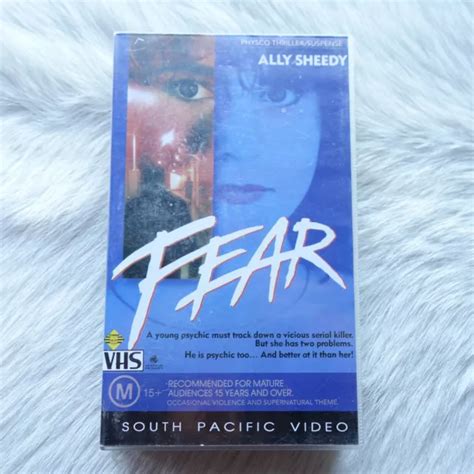 PHYSCO THRILLER/SUSPENSE
ALLY SHEEDY
FEAR
A young psychic must track down a vicious serial killer.
But she has two problems.
He is psychic too... And better at it than her!
VHS
M 15+
RECOMMENDED FOR MATURE
AUDIENCES 15 YEARS AND OVER.
OCCASIONAL VIOLENCE AND SUPERNATURAL THEME.
SOUTH PACIFIC VIDEO